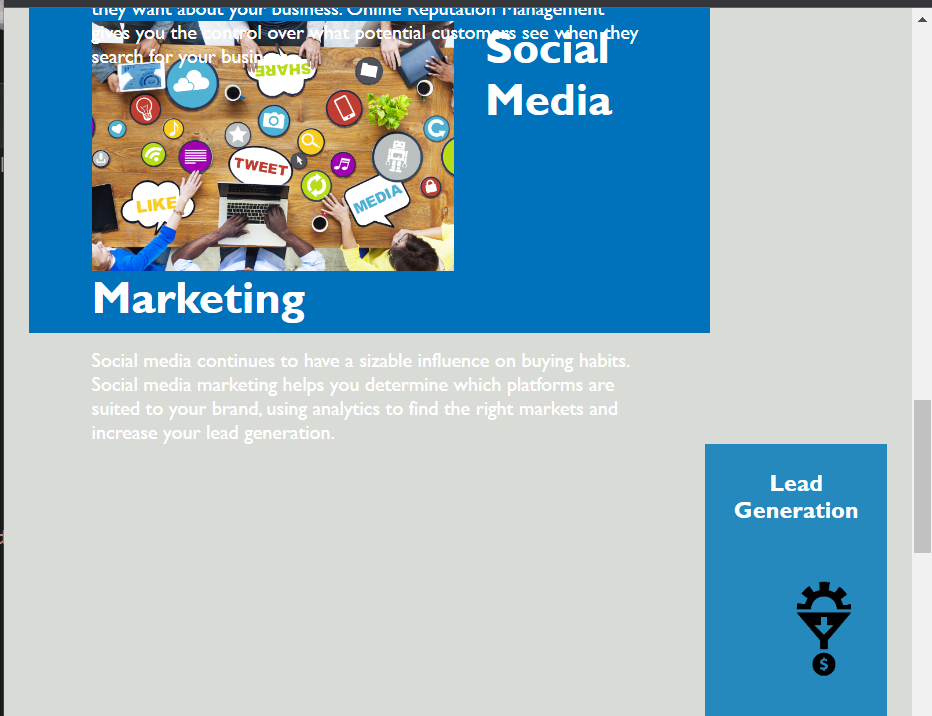 they want about your business. Online Reputation Management
gives you the control over what potential customers see when they
search for your busin
Social
Media
SHARE
TWEET
LIKE
MEDIA
Marketing
Social media continues to have a sizable influence on buying habits.
Social media marketing helps you determine which platforms are
suited to your brand, using analytics to find the right markets and
increase your lead generation.
Lead
Generation
$